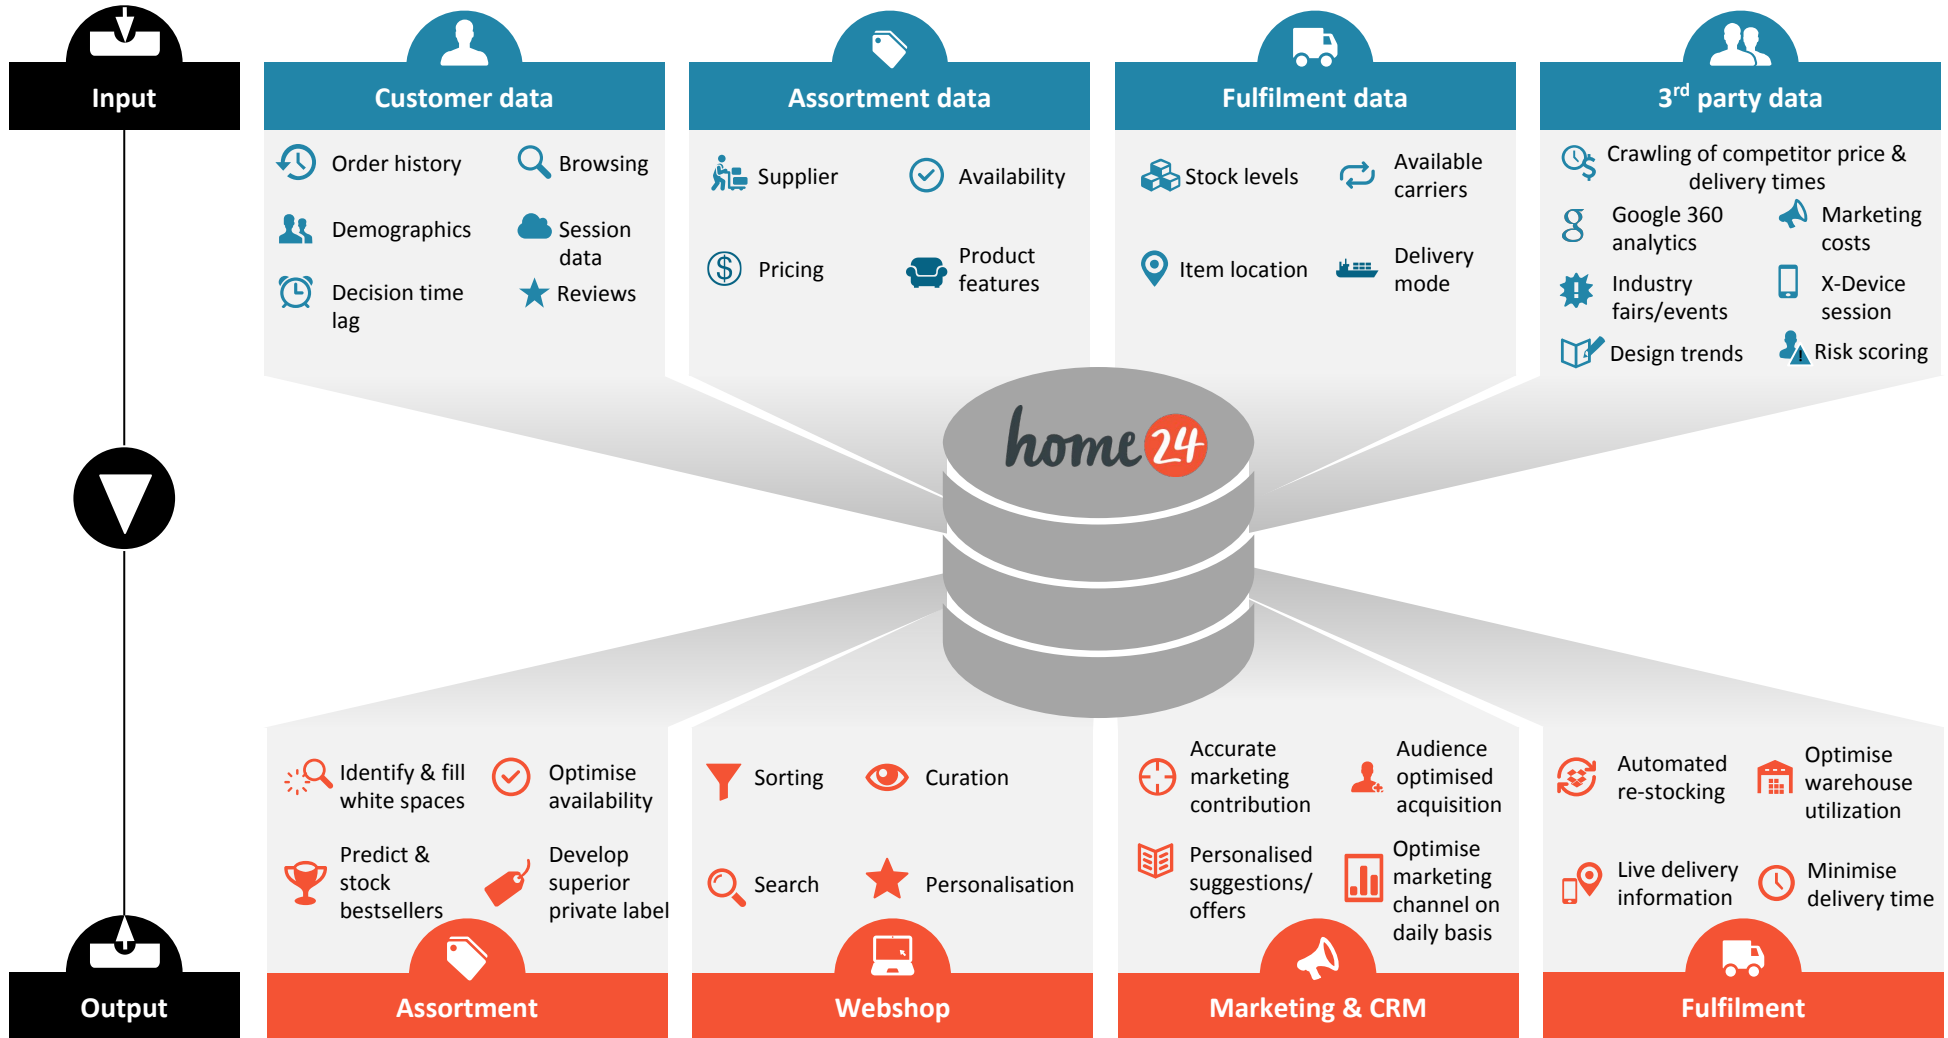 Input
Customer data
Assortment data
Fulfilment data
3rd party data
Order history
Browsing
Demographics
Session
data
Decision time
lag
Reviews
Supplier
Availability
Pricing
Product
features
Stock levels
Available
carriers
Item location
Delivery
mode
Crawling of competitor price &
delivery times
Google 360
analytics
Marketing
costs
Industry
fairs/events
X-Device
session
Design trends
Risk scoring
home24
Identify & fill
white spaces
Optimise
availability
Predict &
stock
bestsellers
Develop
superior
private label
Sorting
Curation
Search
Personalisation
Accurate
marketing
contribution
Audience
optimised
acquisition
Personalised
suggestions/
offers
Optimise
marketing
channel on
daily basis
Automated
re-stocking
Optimise
warehouse
utilization
Live delivery
information
Minimise
delivery time
Output
Assortment
Webshop
Marketing & CRM
Fulfilment